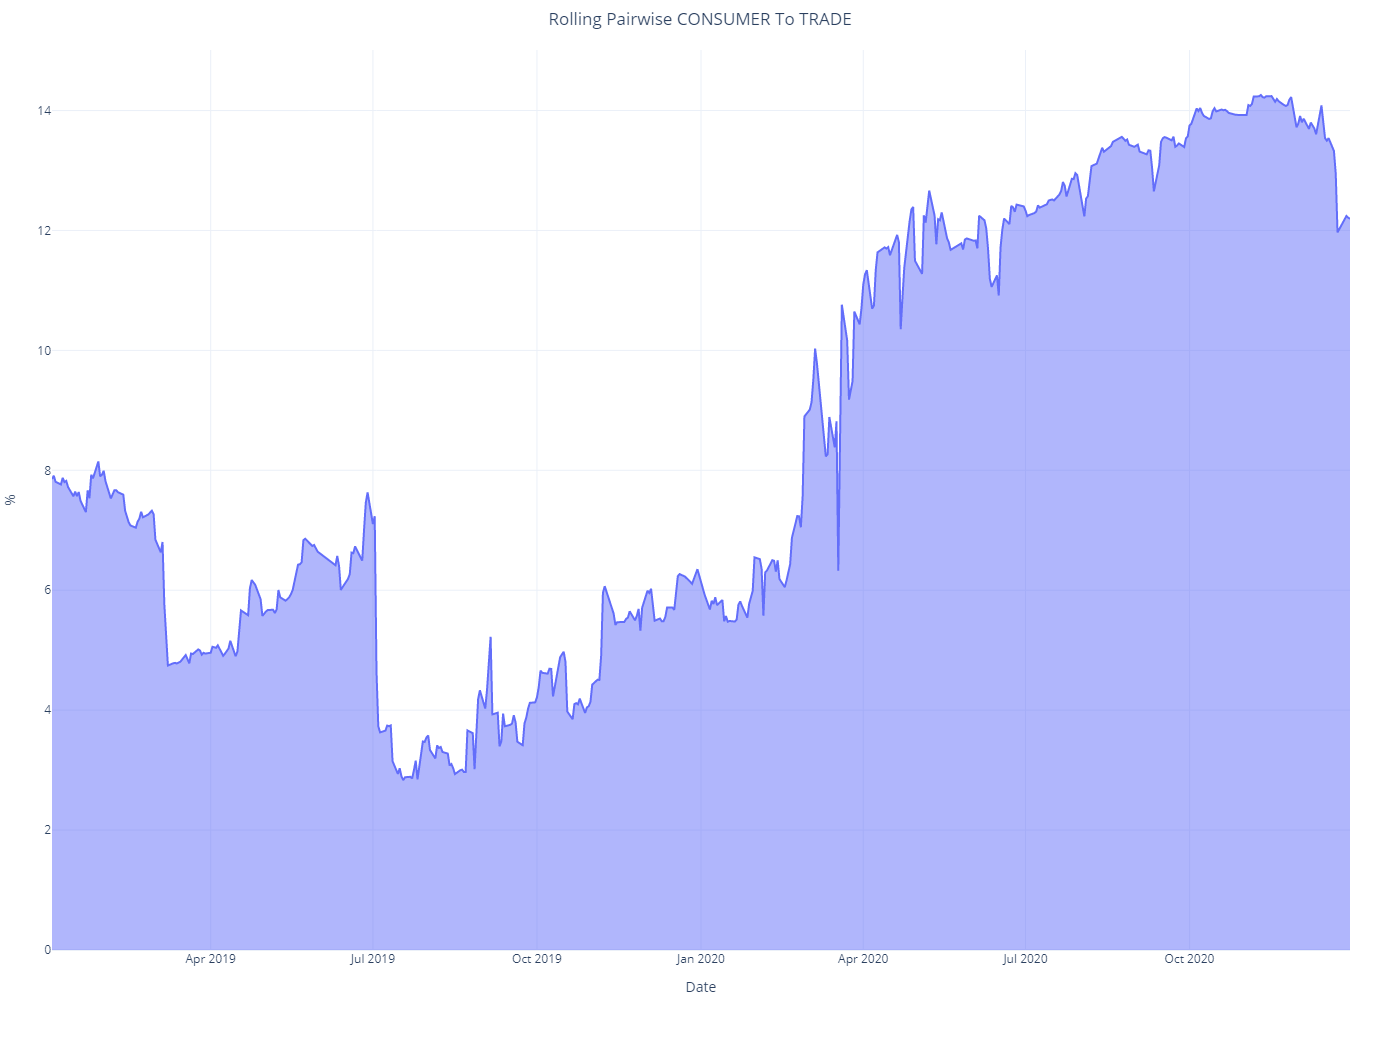 Rolling Pairwise CONSUMER To TRADE
14
12
10
8
6
4
2
0
%
Apr 2019
Jul 2019
Oct 2019
Jan 2020
Apr 2020
Jul 2020
Oct 2020
Date